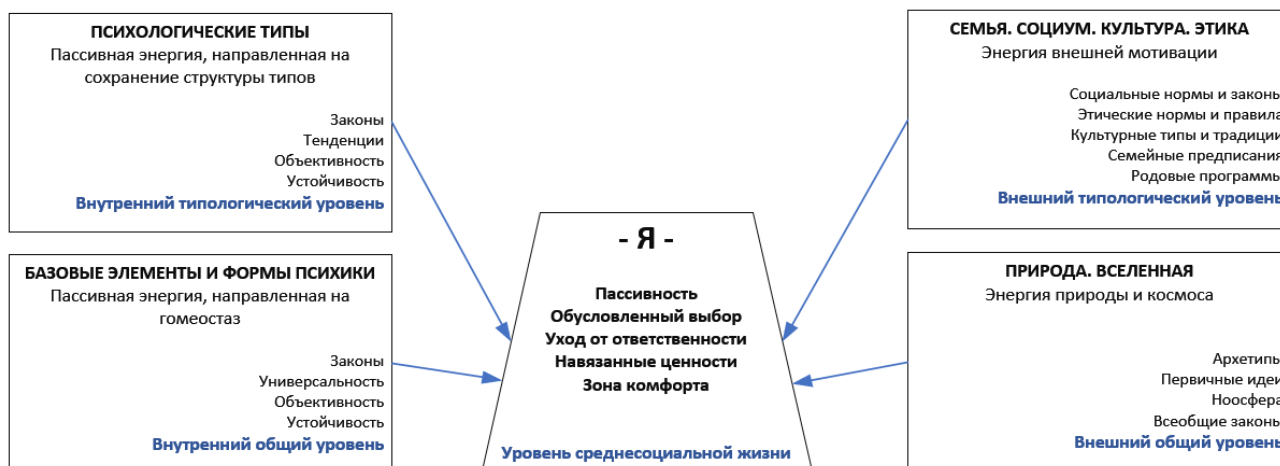 ПСИХОЛОГИЧЕСКИЕ ТИПЫ
Пассивная энергия, направленная на
сохранение структуры типов
Законы
Тенденции
Объективность
Устойчивость
Внутренний типологический уровень
БАЗОВЫЕ ЭЛЕМЕНТЫ И ФОРМЫ ПСИХИКИ
Пассивная энергия, направленная на
гомеостаз
Законы
Универсальность
Объективность
Устойчивость
Внутренний общий уровень
- Я -
Пассивность
Обусловленный выбор
Уход от ответственности
Навязанные ценности
Зона комфорта
Уровень среднесоциальной жизни
СЕМЬЯ. СОЦИУМ. КУЛЬТУРА. ЭТИКА
Энергия внешней мотивации
Социальные нормы и законы
Этические нормы и правила
Культурные типы и традиции
Семейные предписания
Родовые программы
Внешний типологический уровень
ПРИРОДА. ВСЕЛЕННАЯ
Энергия природы и космоса
Архетипы
Первичные идеи
Ноосфера
Всеобщие законы
Внешний общий уровень